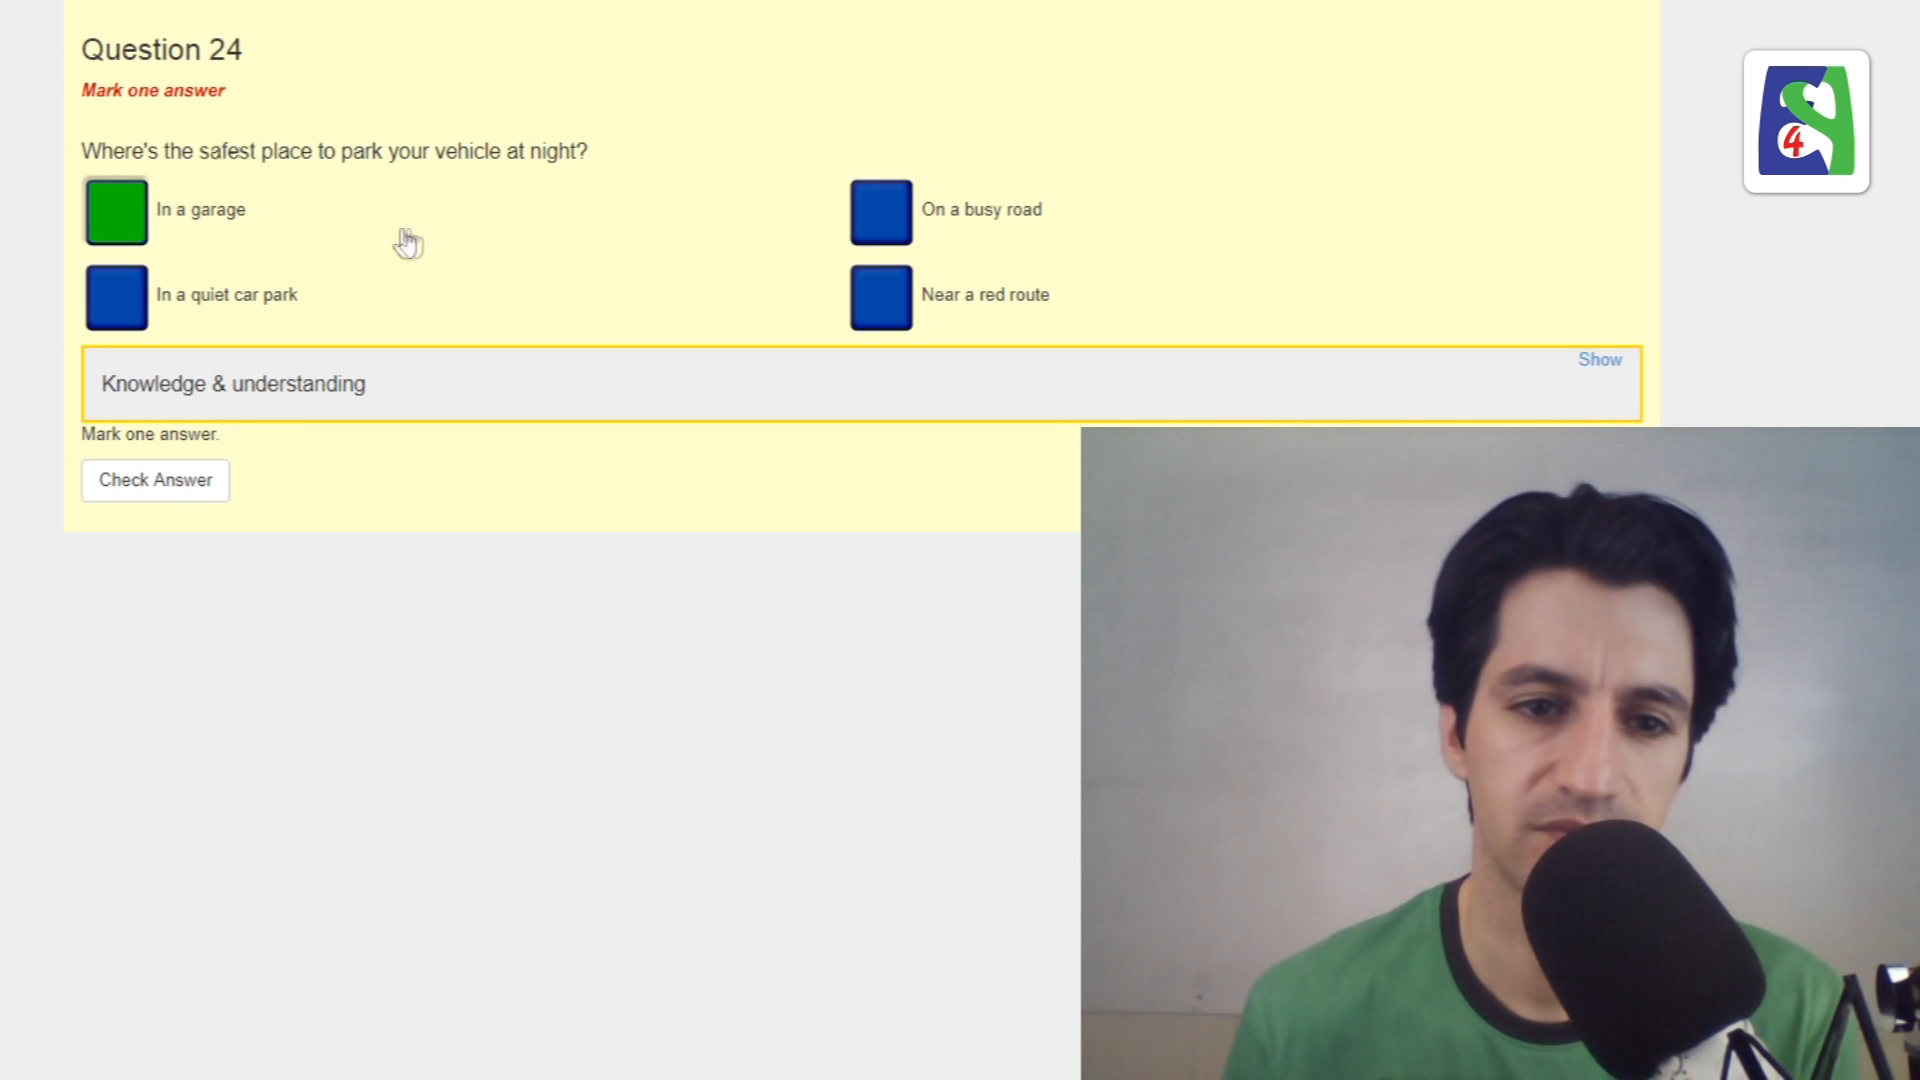 Question 24
Mark one answer
Where's the safest place to park your vehicle at night?
In a garage
On a busy road
In a quiet car park
Near a red route
Show
Knowledge & understanding
Mark one answer.
Check Answer
4